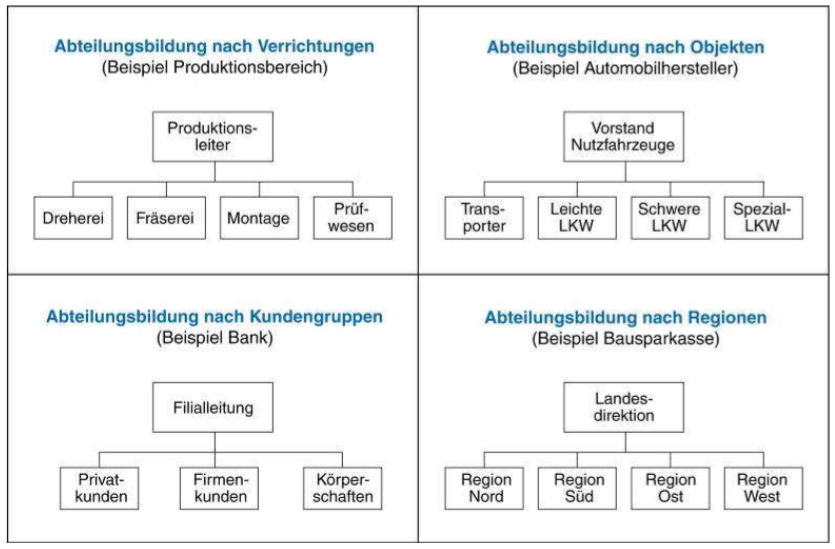 Abteilungsbildung nach Verrichtungen
(Beispiel Produktionsbereich)
Produktions-
leiter
Dreherei
Fräserei
Montage
Prüf-
wesen
Abteilungsbildung nach Objekten
(Beispiel Automobilhersteller)
Vorstand
Nutzfahrzeuge
Trans-
porter
Leichte
LKW
Schwere
LKW
Spezial-
LKW
Abteilungsbildung nach Kundengruppen
(Beispiel Bank)
Filialleitung
Privat-
kunden
Firmen-
kunden
Körper-
schaften
Abteilungsbildung nach Regionen
(Beispiel Bausparkasse)
Landes-
direktion
Region
Nord
Region
Süd
Region
Ost
Region
West